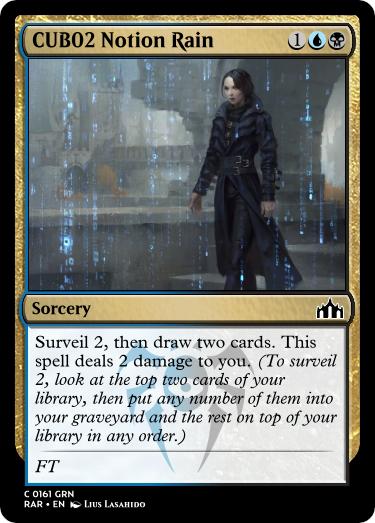 CUBO2 Notion Rain 1
Sorcery
Surveil 2, then draw two cards. This
spell deals 2 damage to you. (To surveil
2, look at the top two cards of your
library, then put any number of them into
your graveyard and the rest on top of your
library in any order.)
FT
C 0161 GRN
RAR • EN Lius Lasahido